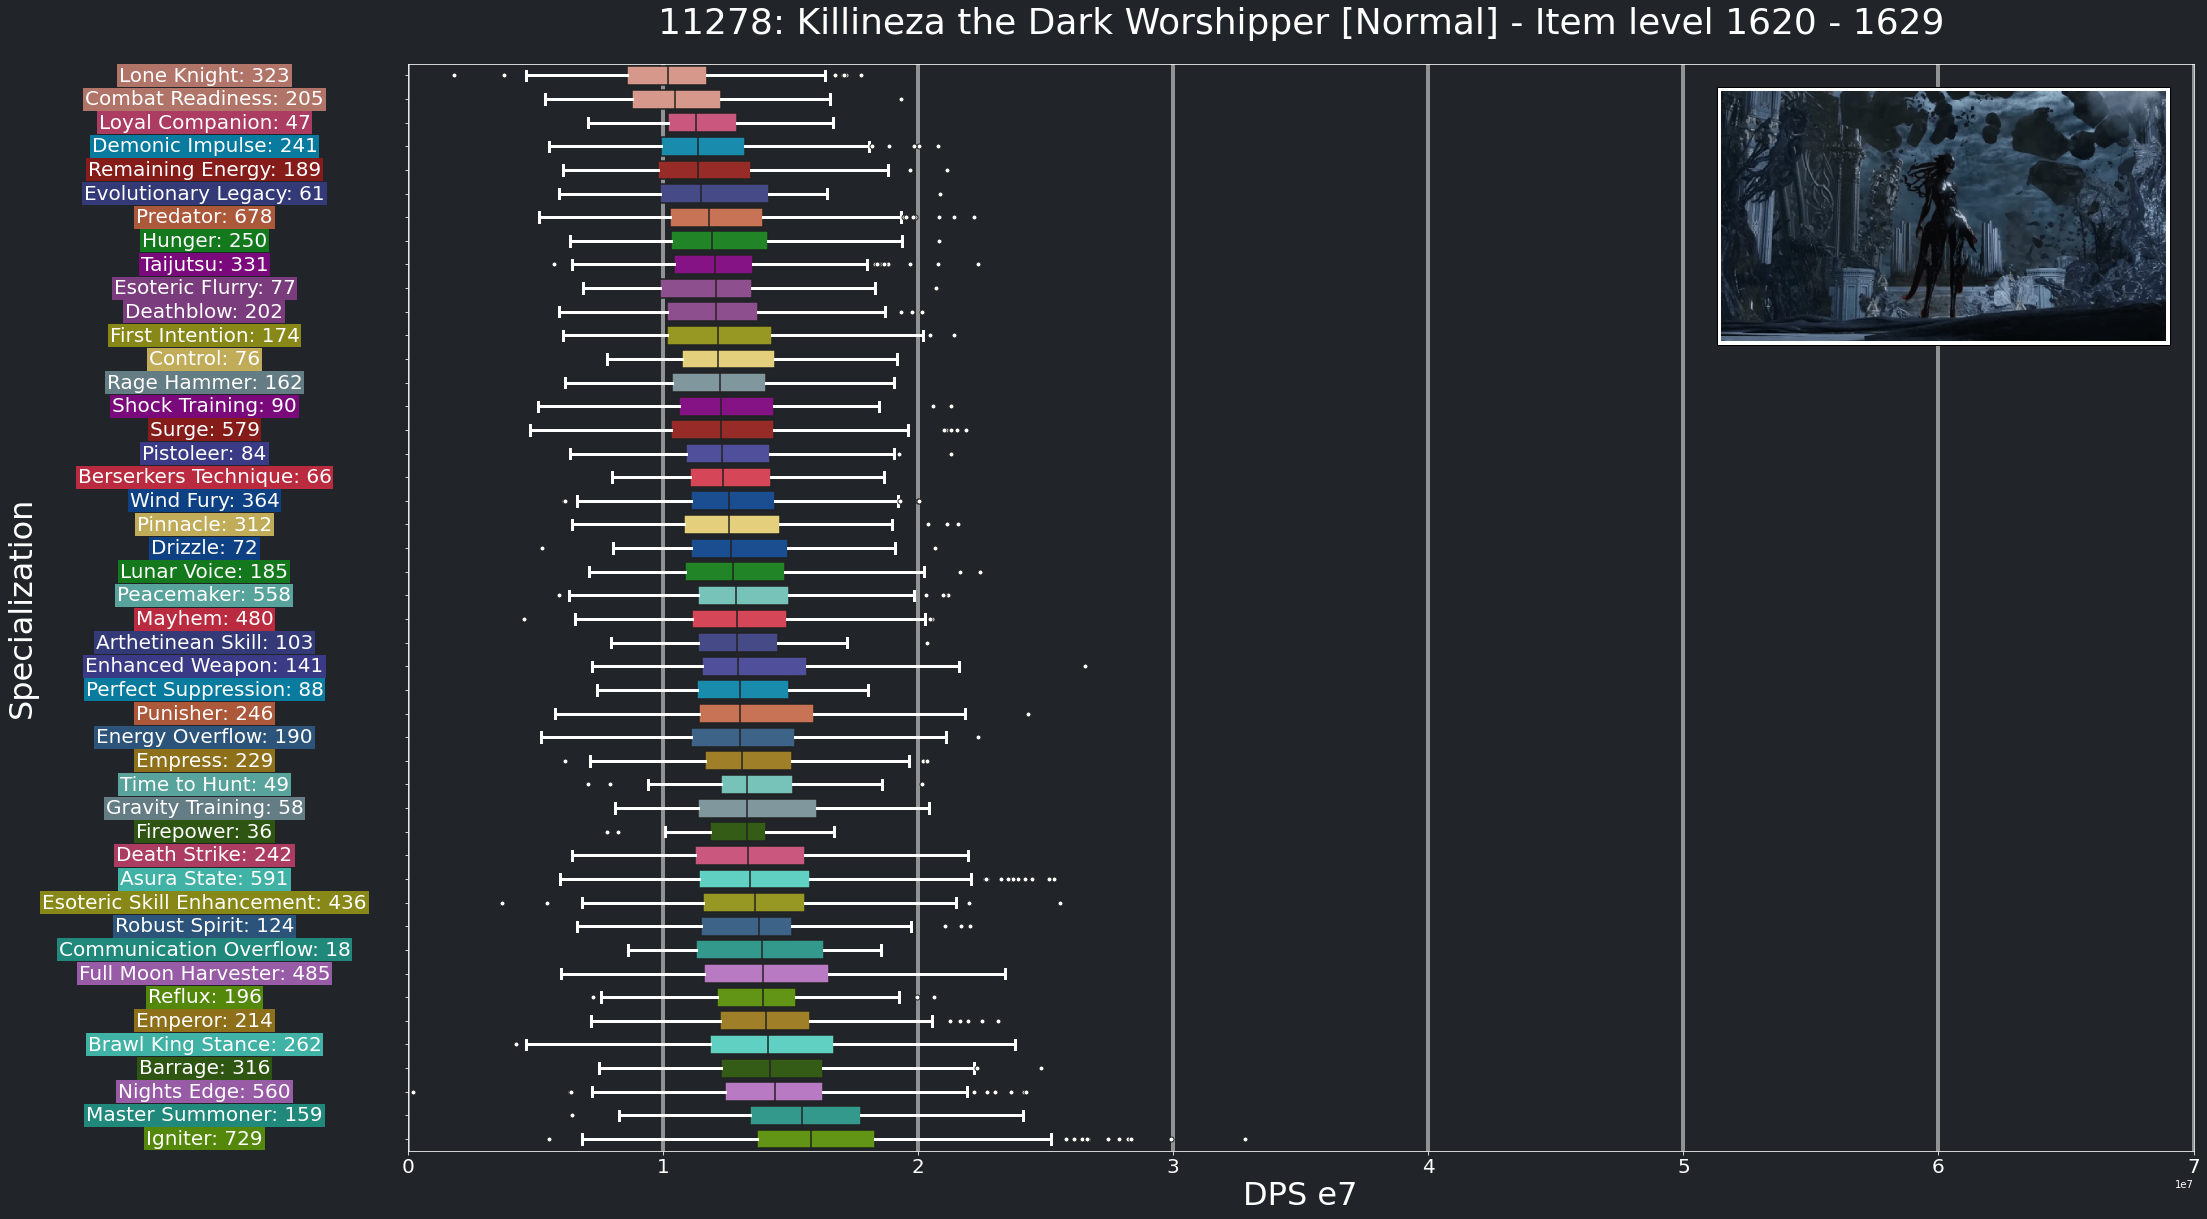 11278: Killineza the Dark Worshipper [Normal] - Item level 1620 - 1629
Specialization
Lone Knight: 323
Combat Readiness: 205
Loyal Companion: 47
Demonic Impulse: 241
Remaining Energy: 189
Evolutionary Legacy: 61
Predator: 678
Hunger: 250
Taijutsu: 331
Esoteric Flurry: 77
Deathblow: 202
First Intention: 174
Control: 76
Rage Hammer: 162
Shock Training: 90
Surge: 579
Pistoleer: 84
Berserkers Technique: 66
Wind Fury: 364
Pinnacle: 312
Drizzle: 72
Lunar Voice: 185
Peacemaker: 558
Mayhem: 480
Arthetinean Skill: 103
Enhanced Weapon: 141
Perfect Suppression: 88
Punisher: 246
Energy Overflow: 190
Empress: 229
Time to Hunt: 49
Gravity Training: 58
Firepower: 36
Death Strike: 242
Asura State: 591
Esoteric Skill Enhancement: 436
Robust Spirit: 124
Communication Overflow: 18
Full Moon Harvester: 485
Reflux: 196
Emperor: 214
Brawl King Stance: 262
Barrage: 316
Nights Edge: 560
Master Summoner: 159
Igniter: 729
0 1 2 3 4 5 6 7
1e7
DPS e7